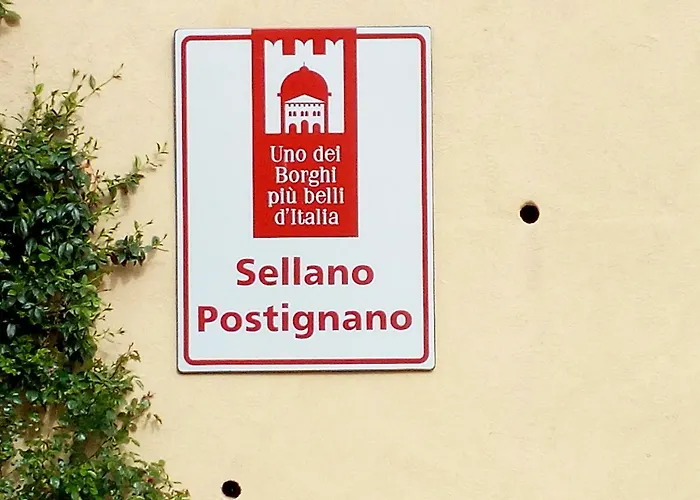 Uno dei
Borghi
più belli
d'Italia
Sellano
Postignano